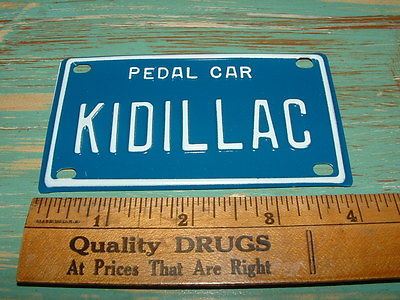 PEDAL CAR
KIDILLAC
1 2 3 4
Quality DRUGS
At Prices That Are Right